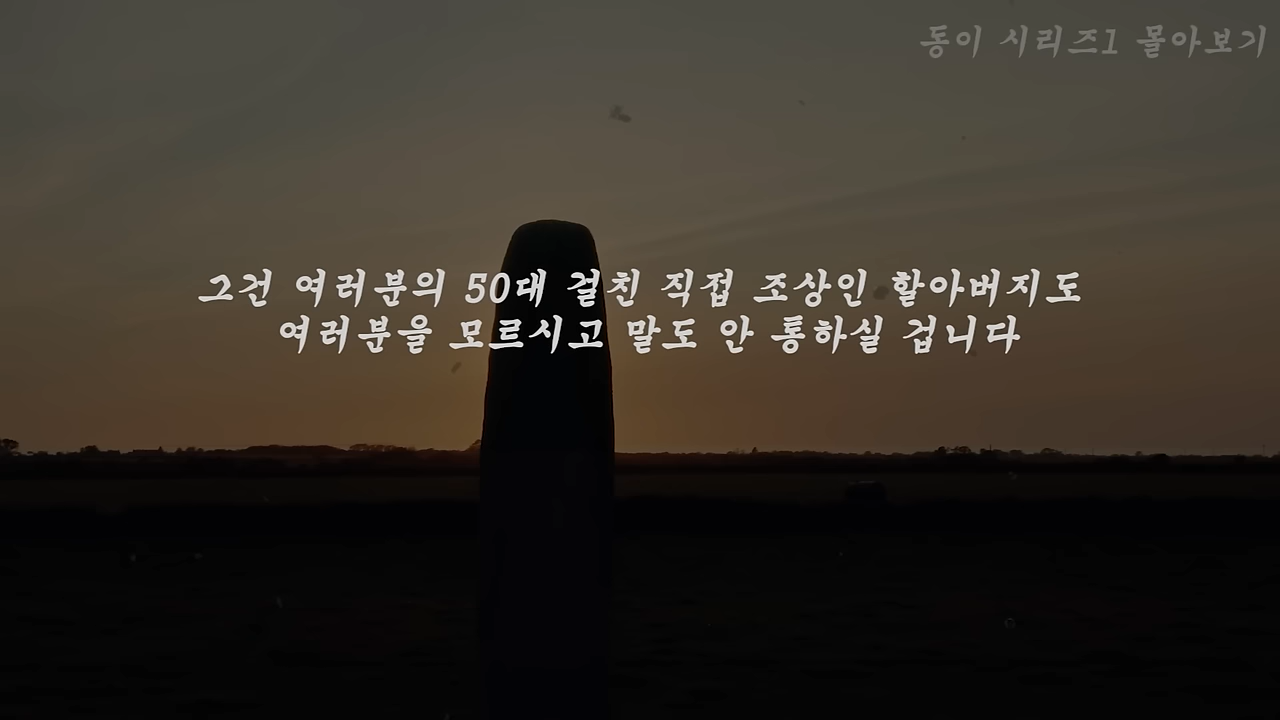 동이 시리즈1 몰아보기
그건 여러분의 50대 걸친 직접 조상인 할아버지도
여러분을 모르시고 말도 안 통하실 겁니다